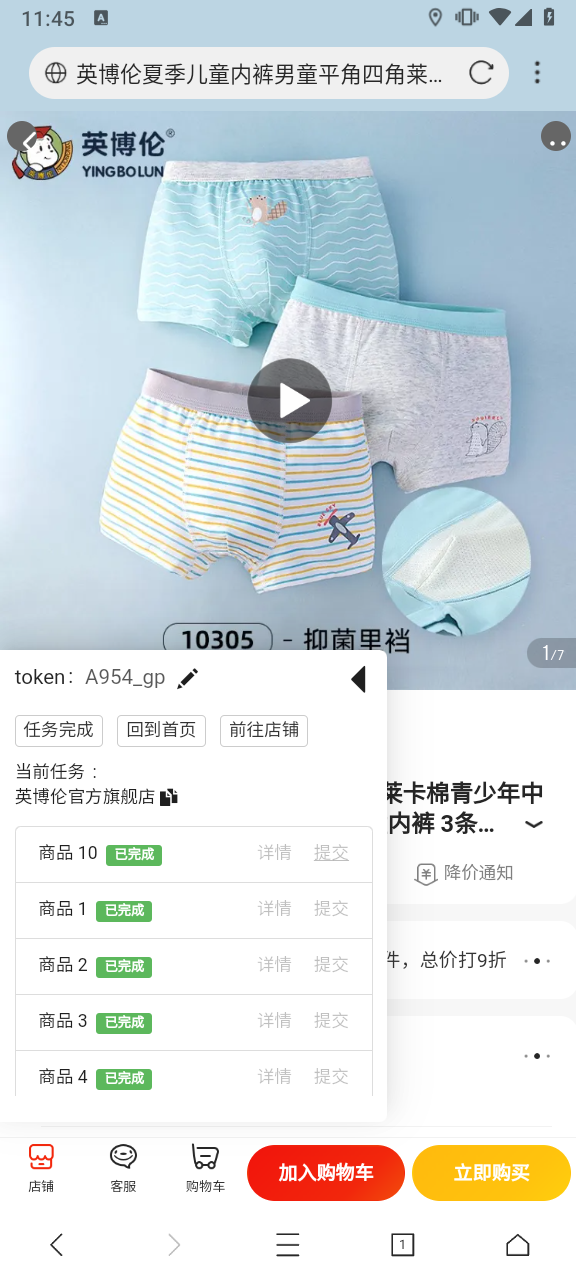 11:45
A
英博伦夏季儿童内裤男童平角四角莱...
英博伦®
YINGBOLUN
英博伦
10305 - 抑菌里裆
1/7
token: A954_gp
任务完成 回到首页 前往店铺
当前任务：
英博伦官方旗舰店
莱卡棉青少年中
内裤 3条...
降价通知
商品 10 已完成 详情 提交
商品 1 已完成 详情 提交
件，总价打9折
商品 2 已完成 详情 提交
商品 3 已完成 详情 提交
商品 4 已完成 详情 提交
店铺 客服 购物车 加入购物车 立即购买
1